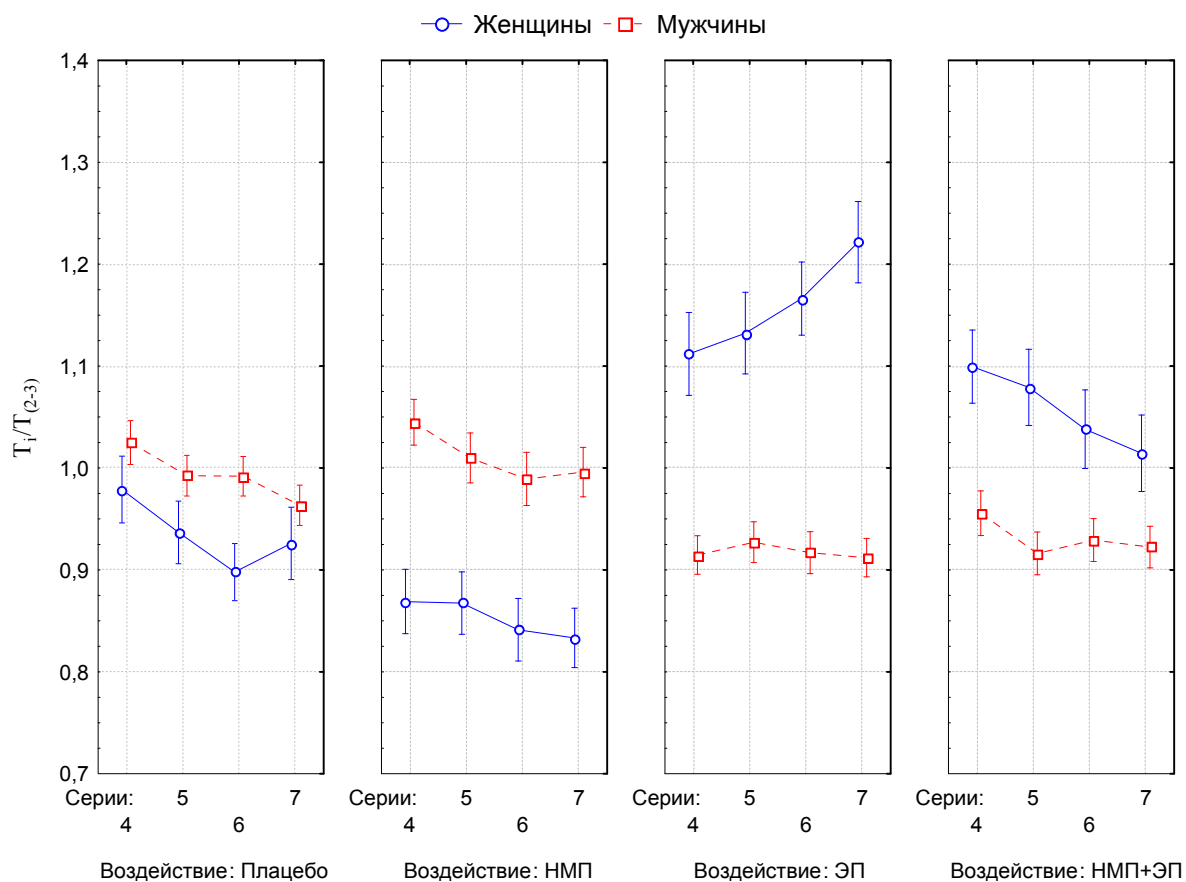 Женщины Мужчины
1,4
1,3
1,2
1,1
1,0
0,9
0,8
0,7
Ti/T(2-3)
Серии: 5 7
4 6
Воздействие: Плацебо
Серии: 5 7
4 6
Воздействие: НМП
Серии: 5 7
4 6
Воздействие: ЭП
Серии: 5 7
4 6
Воздействие: НМП+ЭП